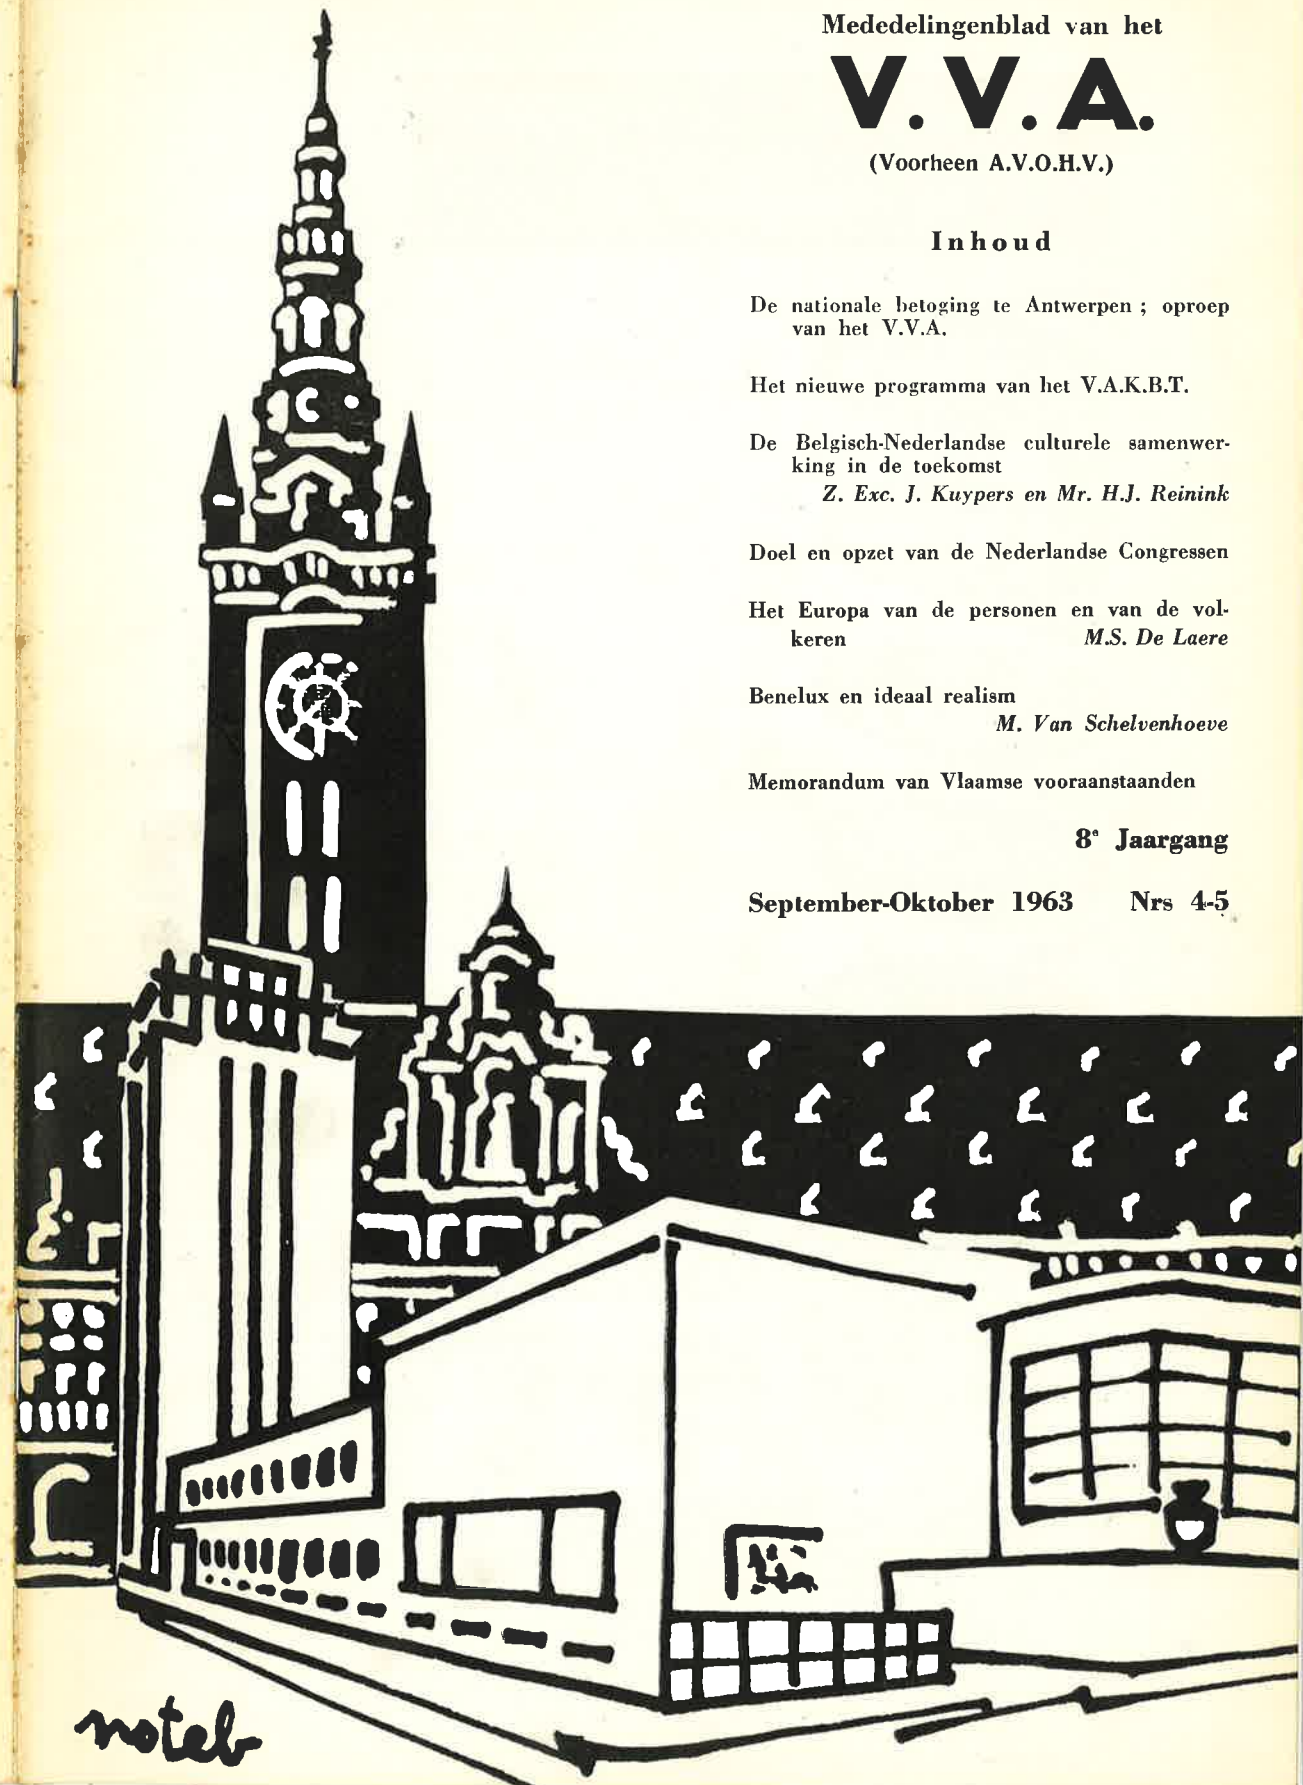 Mededelingenblad van het
V.V.A.
(Voorheen A.V.O.H.V.)
Inhoud
De nationale betoging te Antwerpen ; oproep
van het V.V.A.
Het nieuwe programma van het V.A.K.B.T.
De Belgisch-Nederlandse culturele samenwer-
king in de toekomst
Z. Exc. J. Kuypers en Mr. H.J. Reinink
Doel en opzet van de Nederlandse Congressen
Het Europa van de personen en van de vol-
keren M.S. De Laere
Benelux en ideaal realism
M. Van Schelvenhoeve
Memorandum van Vlaamse vooraanstaanden
8e Jaargang
September-Oktober 1963 Nrs 4-5
noteb